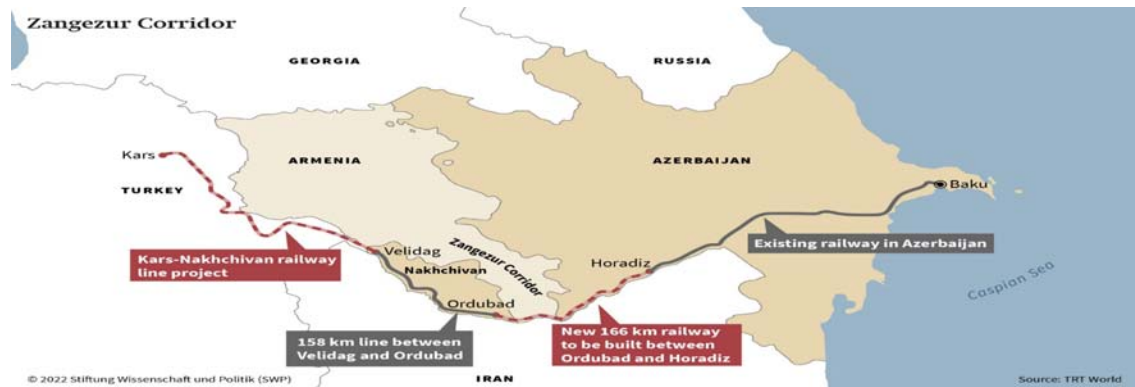 Zangezur Corridor
GEORGIA
RUSSIA
Kars
ARMENIA
AZERBAIJAN
TURKEY
Baku
Kars-Nakhchivan railway
line project
Velidag
Nakhchivan
Zangezur Corridor
Horadiz
Existing railway in Azerbaijan
Caspian Sea
Ordubad
158 km line between
Velidag and Ordubad
New 166 km railway
to be built between
Ordubad and Horadiz
IRAN
© 2022 Stiftung Wissenschaft und Politik (SWP)
Source: TRT World